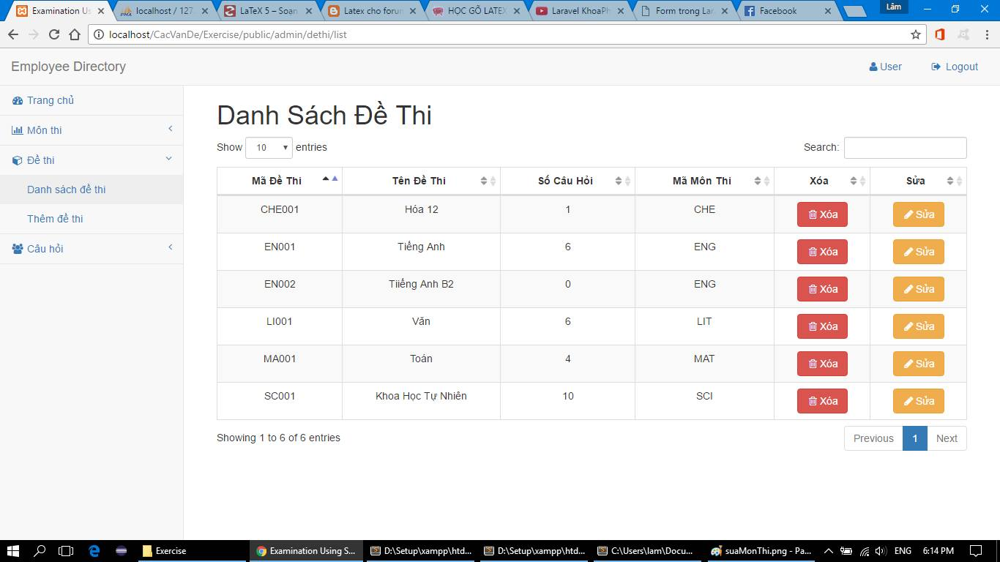 Examination Us
localhost / 127
LaTeX 5 – Soan
Latex cho forun
HỌC GÕ LATEX
Laravel KhoaPh
Form trong Lar
Facebook
Lâm
localhost/CacVanDe/Exercise/public/admin/dethi/list
Employee Directory
User
Logout
Trang chủ
Môn thi
Đề thi
Danh sách đề thi
Thêm đề thi
Câu hỏi
Danh Sách Đề Thi
Show 10 entries
Search:
Mã Đề Thi Tên Đề Thi Số Câu Hỏi Mã Môn Thi Xóa Sửa
CHE001 Hóa 12 1 CHE Xóa Sửa
EN001 Tiếng Anh 6 ENG Xóa Sửa
EN002 Tiiếng Anh B2 0 ENG Xóa Sửa
LI001 Văn 6 LIT Xóa Sửa
MA001 Toán 4 MAT Xóa Sửa
SC001 Khoa Học Tự Nhiên 10 SCI Xóa Sửa
Showing 1 to 6 of 6 entries
Previous 1 Next
Exercise
Examination Using S...
D:\Setup\xampp\htd...
D:\Setup\xampp\htd...
C:\Users\lam\Docu...
suaMonThi.png - Pa...
ENG
6:14 PM